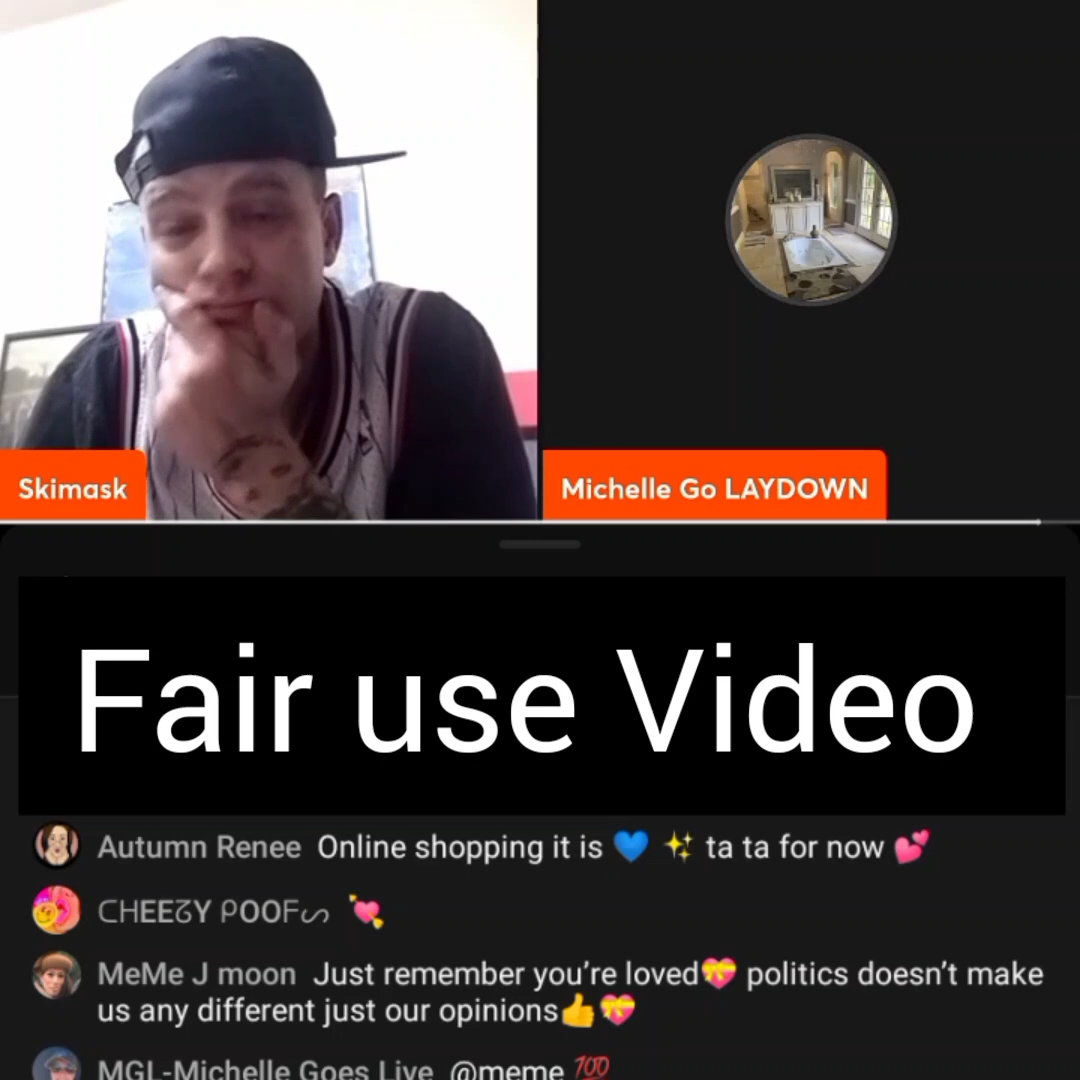 Skimask
Michelle Go LAYDOWN
Fair use Video
Autumn Renee Online shopping it is 💙 ✨ ta ta for now 💕
ᑕHEEᘔY ᑭOOFᔕ 💘
MeMe J moon Just remember you’re loved💝 politics doesn’t make
us any different just our opinions👍💝
MGL-Michelle Goes Live @meme 💯